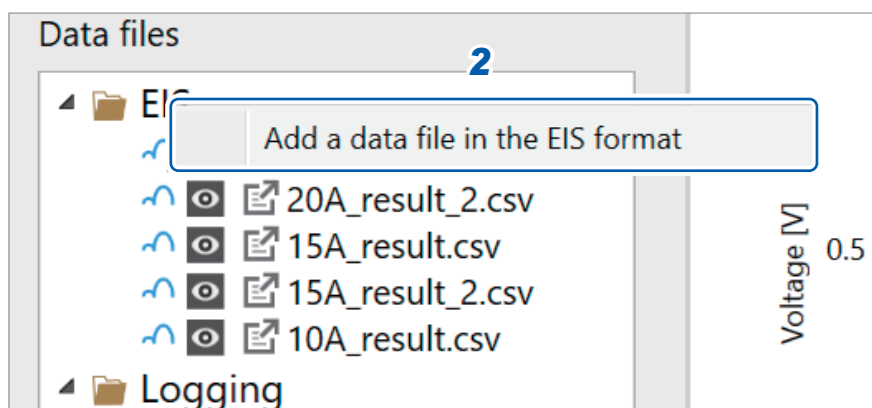 Data files
2
EIS
Add a data file in the EIS format
20A_result_2.csv
15A_result.csv
15A_result_2.csv
10A_result.csv
Logging
Voltage [V]
0.5